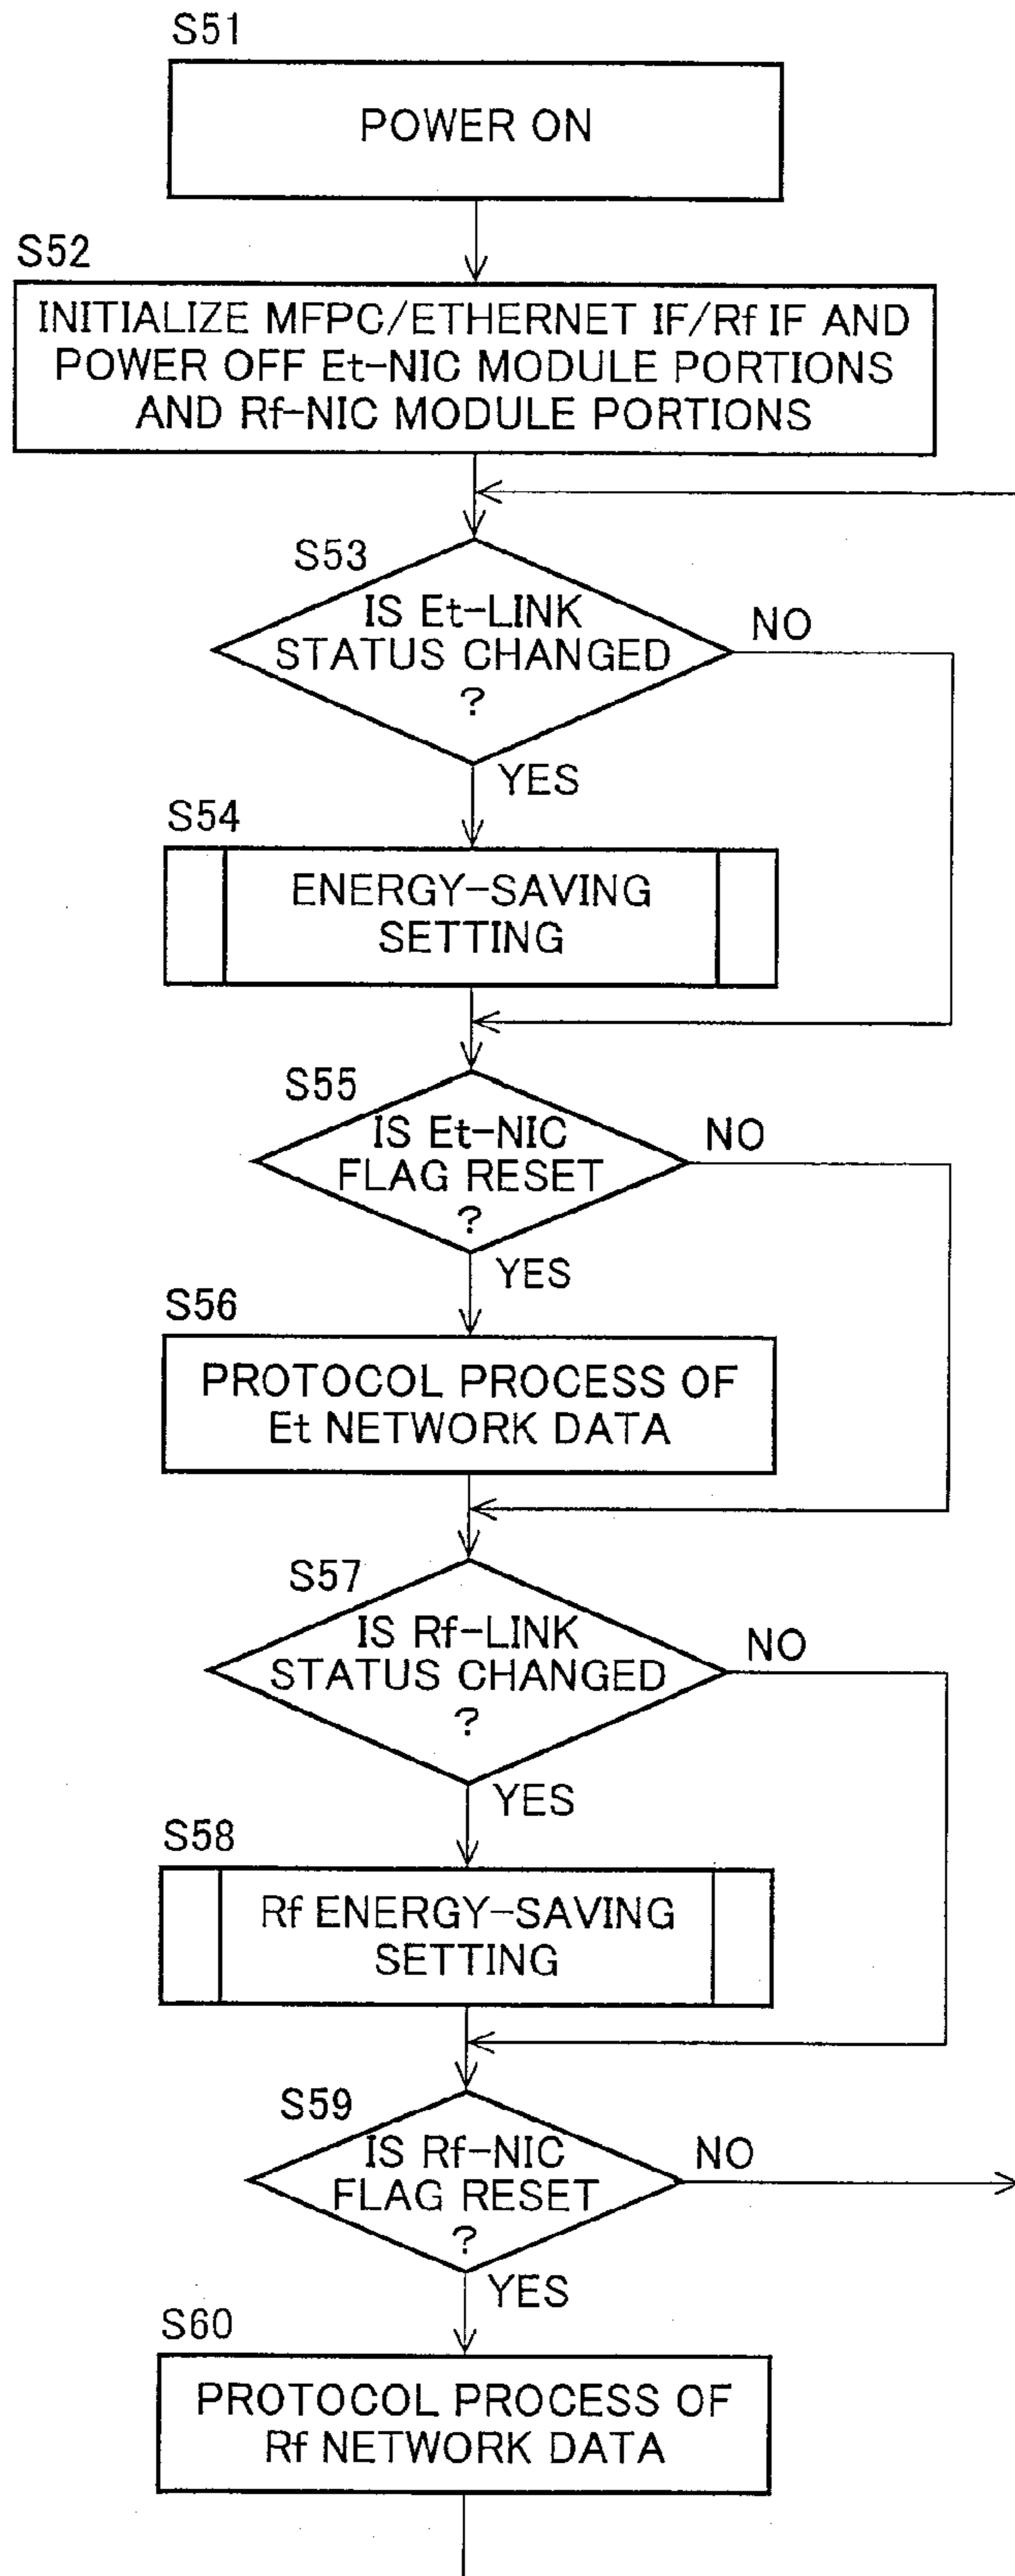 S51
POWER ON
S52
INITIALIZE MFPC/ETHERNET IF/Rf IF AND
POWER OFF Et-NIC MODULE PORTIONS
AND Rf-NIC MODULE PORTIONS
S53
IS Et-LINK
STATUS CHANGED
?
NO
YES
S54
ENERGY-SAVING
SETTING
S55
IS Et-NIC
FLAG RESET
?
NO
YES
S56
PROTOCOL PROCESS OF
Et NETWORK DATA
S57
IS Rf-LINK
STATUS CHANGED
?
NO
YES
S58
Rf ENERGY-SAVING
SETTING
S59
IS Rf-NIC
FLAG RESET
?
NO
YES
S60
PROTOCOL PROCESS OF
Rf NETWORK DATA